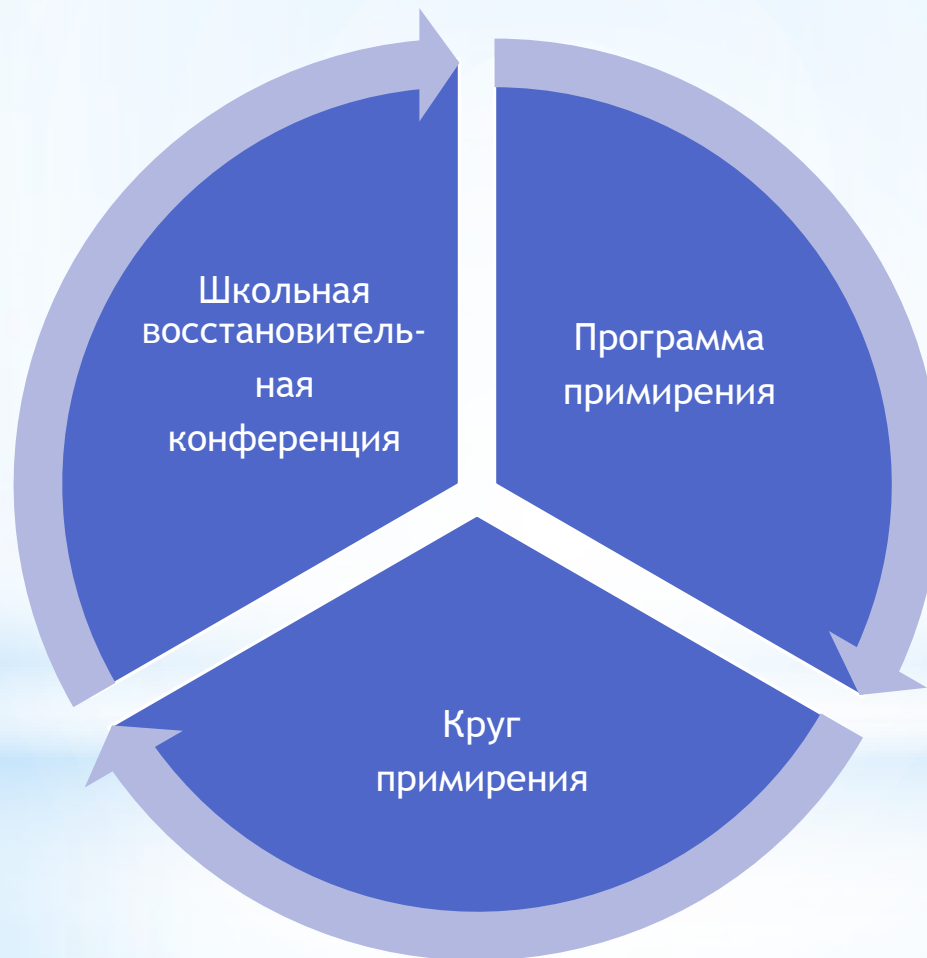 Школьная
восстановитель-
ная
конференция
Программа
примирения
Круг
примирения